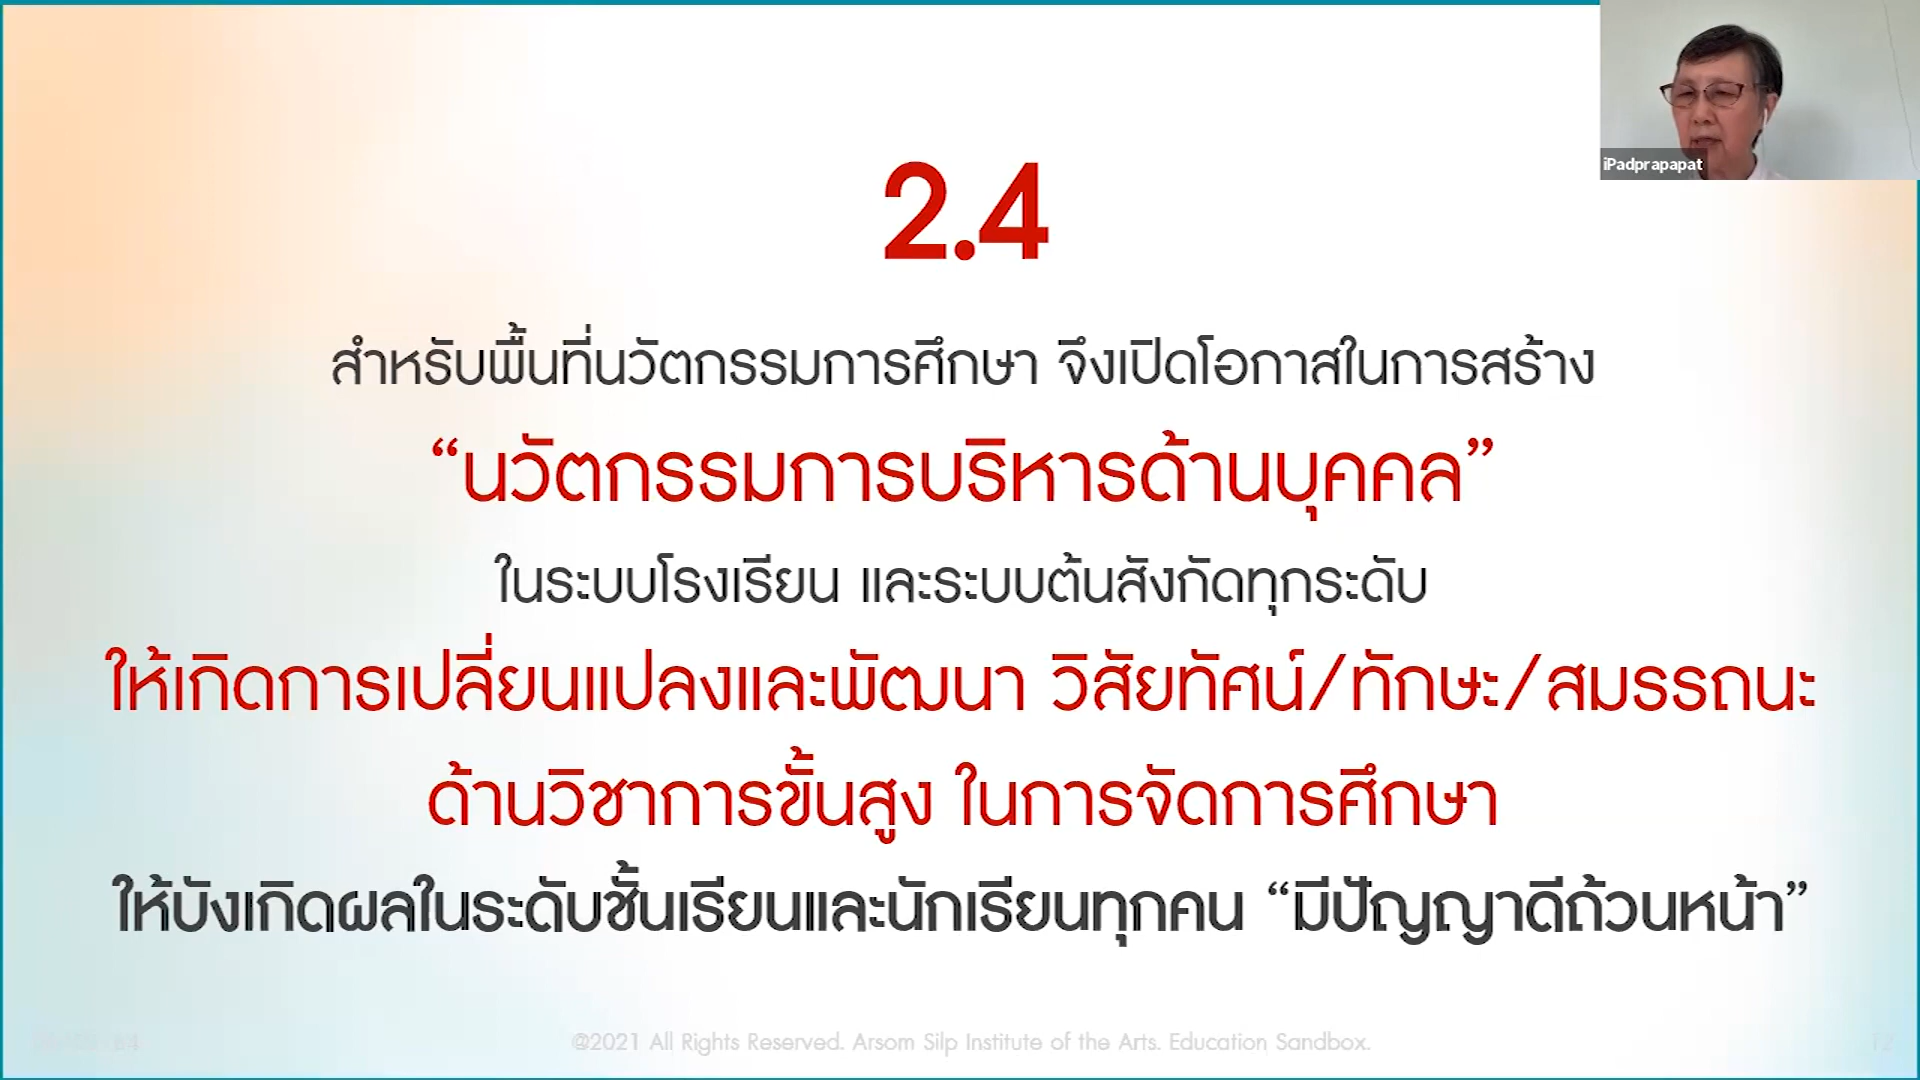 iPadprapapat
2.4
สำหรับพื้นที่นวัตกรรมการศึกษา จึงเปิดโอกาสในการสร้าง
“นวัตกรรมการบริหารด้านบุคคล”
ในระบบโรงเรียน และระบบต้นสังกัดทุกระดับ
ให้เกิดการเปลี่ยนแปลงและพัฒนา วิสัยทัศน์/ทักษะ/สมรรถนะ
ด้านวิชาการขั้นสูง ในการจัดการศึกษา
ให้บังเกิดผลในระดับชั้นเรียนและนักเรียนทุกคน “มีปัญญาดีถ้วนหน้า”
@2021 All Rights Reserved. Arsom Silp Institute of the Arts. Education Sandbox.